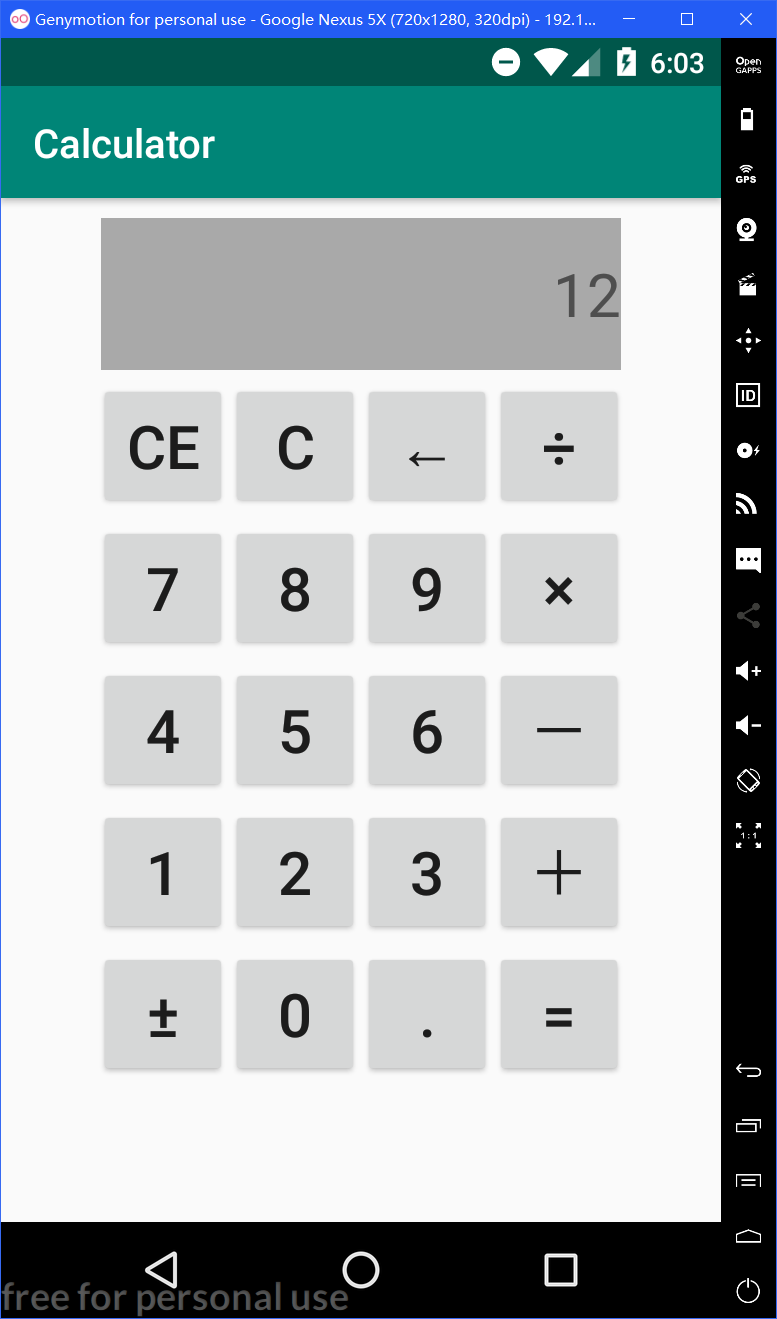 Genymotion for personal use - Google Nexus 5X (720x1280, 320dpi) - 192.1...
6:03
Open
GAPPS
Calculator
GPS
12
ID
CE C ← ÷
7 8 9 ×
4 5 6 —
1 2 3 +
1:1
± 0 . =
free for personal use